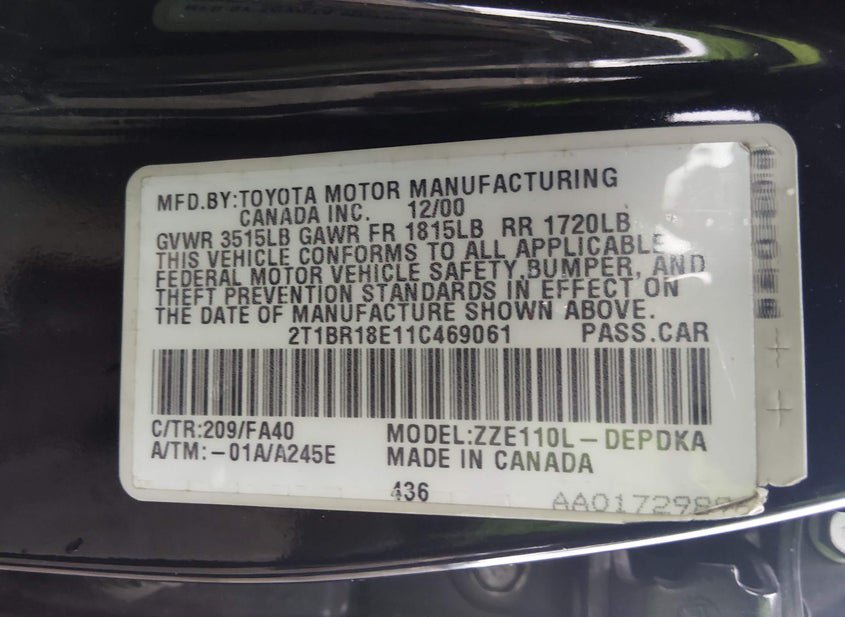 MFD.BY:TOYOTA MOTOR MANUFACTURING
CANADA INC. 12/00
GVWR 3515LB GAWR FR 1815LB RR 1720LB
THIS VEHICLE CONFORMS TO ALL APPLICABLE
FEDERAL MOTOR VEHICLE SAFETY,BUMPER, AND
THEFT PREVENTION STANDARDS IN EFFECT ON
THE DATE OF MANUFACTURE SHOWN ABOVE.
2T1BR18E11C469061 PASS.CAR
C/TR:209/FA40 MODEL:ZZE110L-DEPDKA
A/TM:-01A/A245E MADE IN CANADA
436